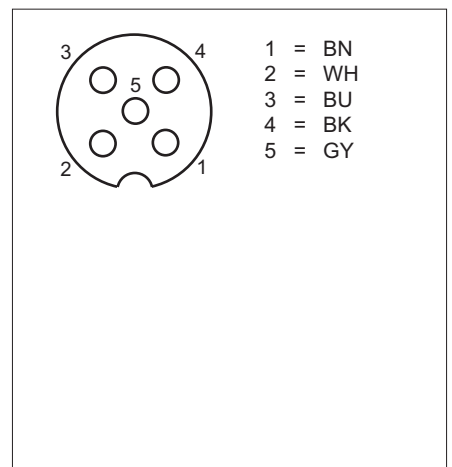 3
4
5
2
1
1 = BN
2 = WH
3 = BU
4 = BK
5 = GY